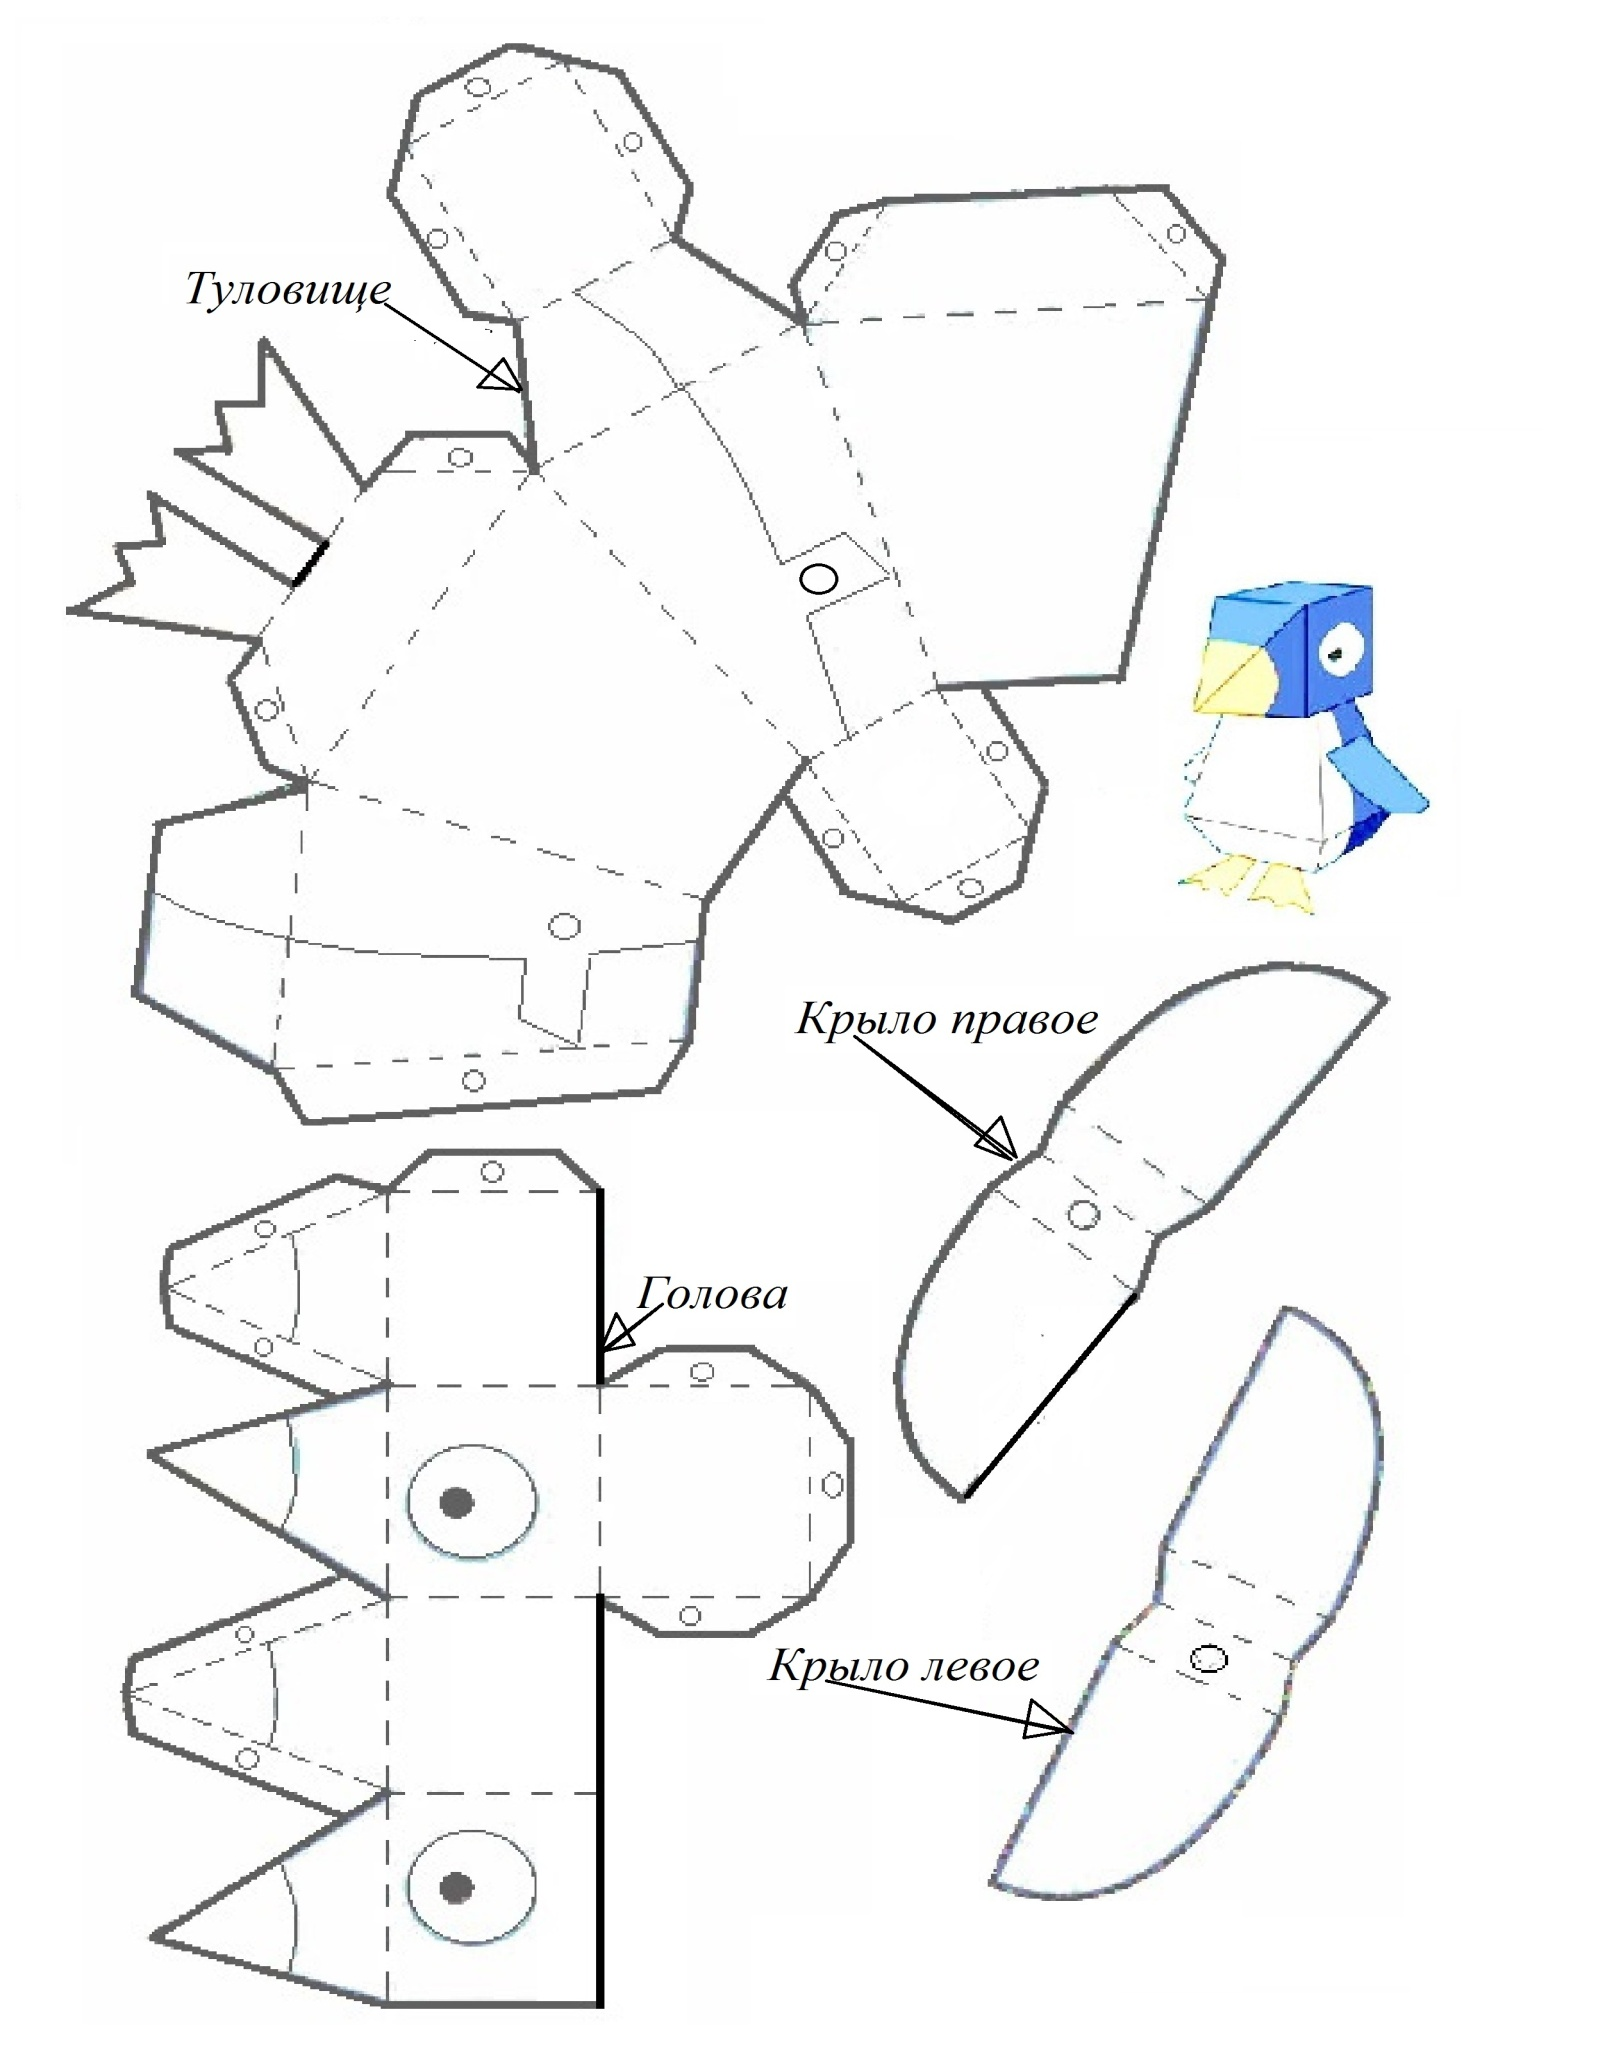 Туловище
Крыло правое
Голова
Крыло левое